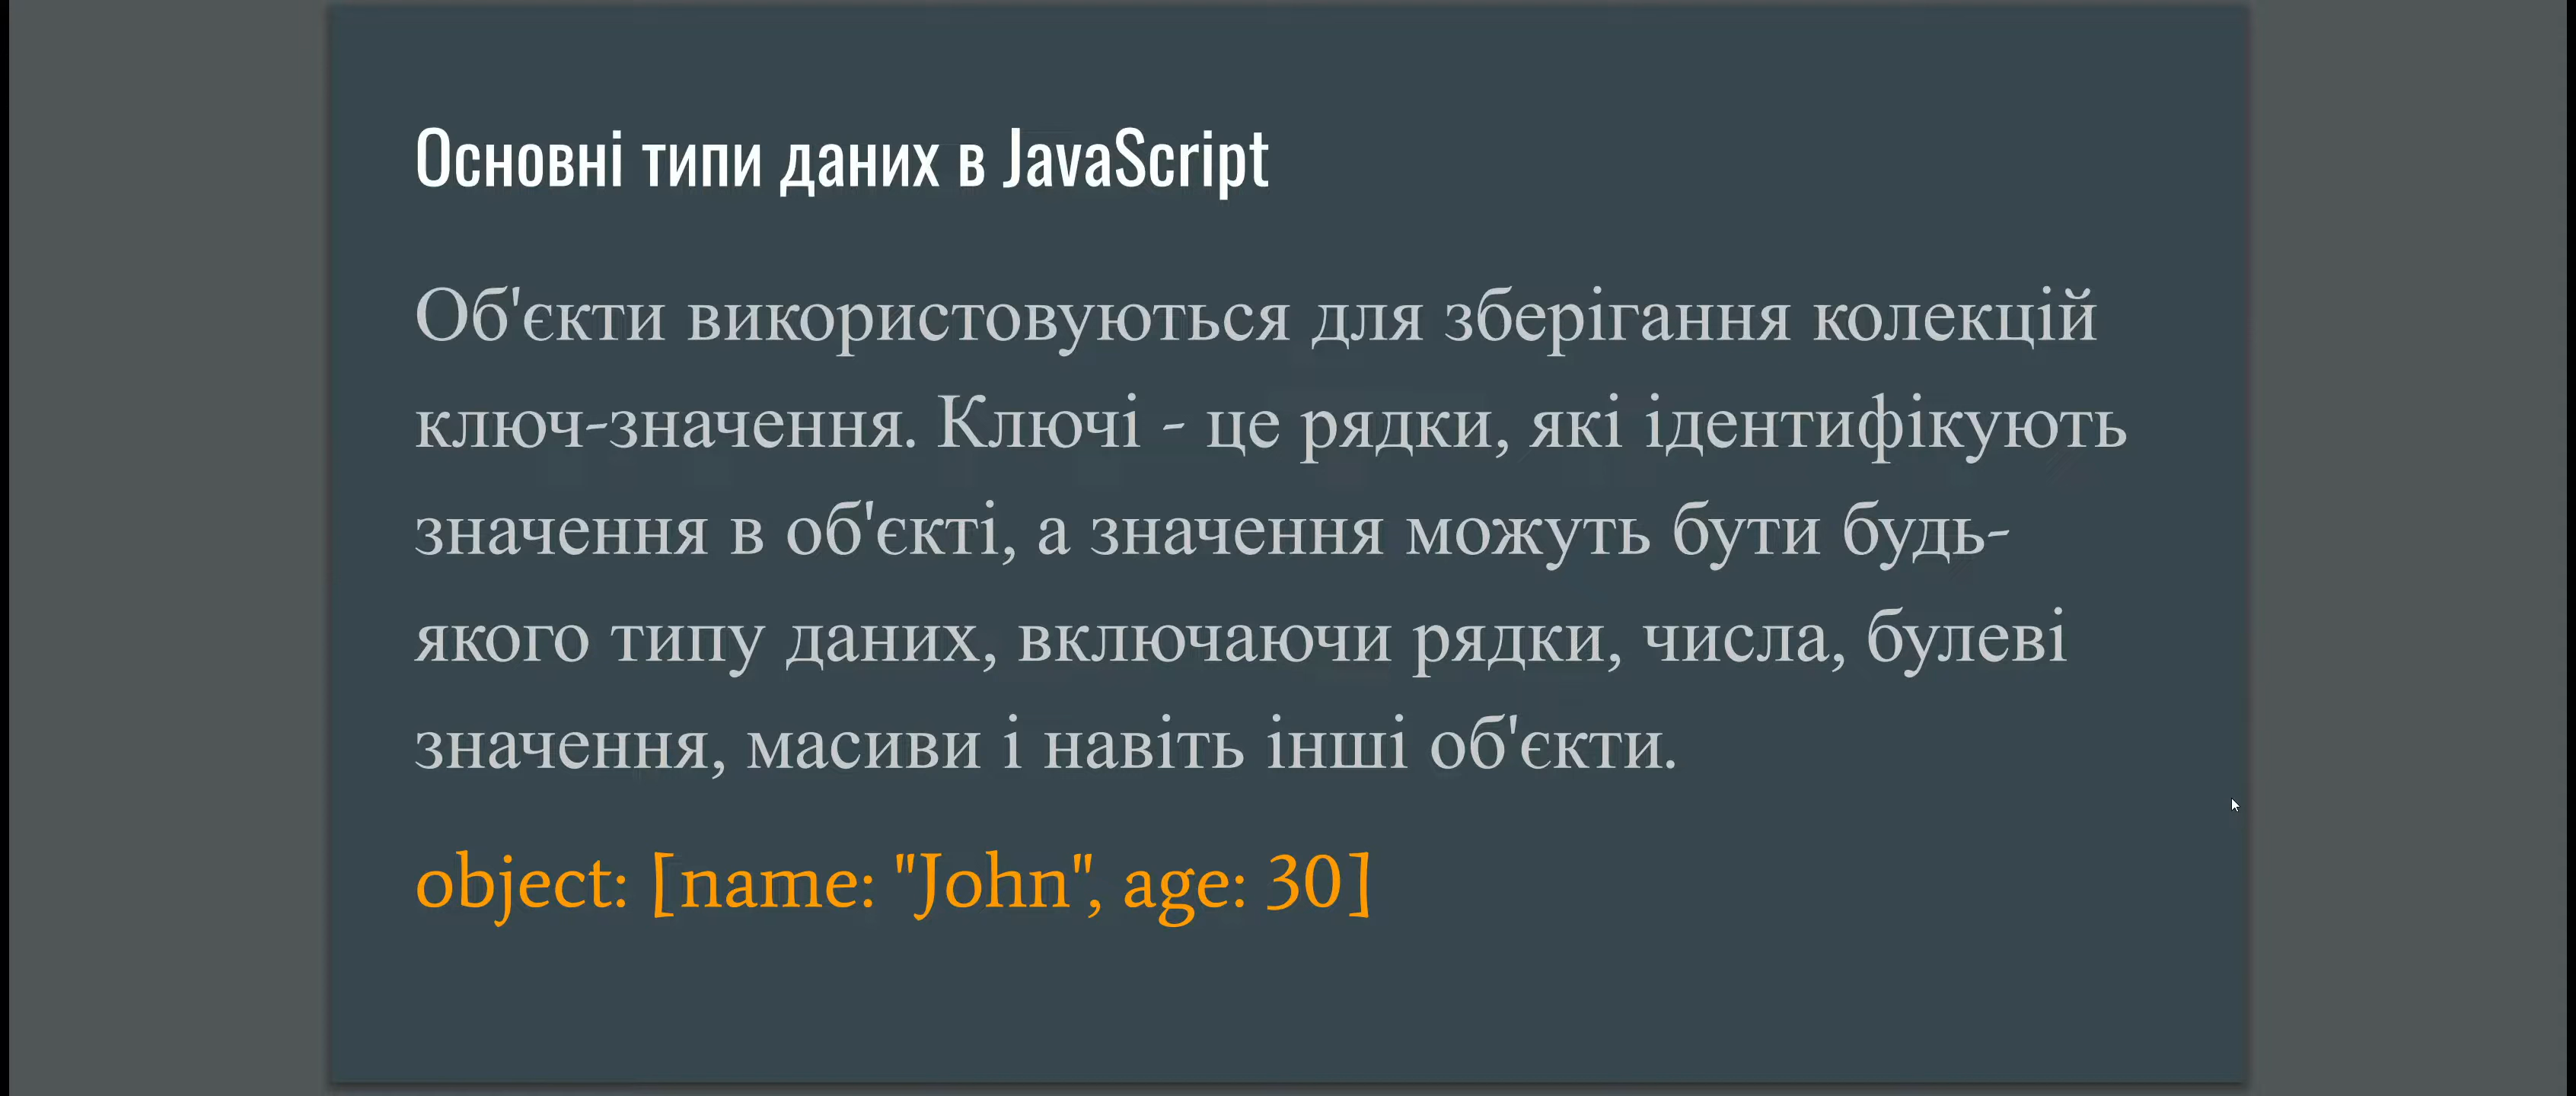 Основні типи даних в JavaScript
Об'єкти використовуються для зберігання колекцій
ключ-значення. Ключі - це рядки, які ідентифікують
значення в об'єкті, а значення можуть бути будь-
якого типу даних, включаючи рядки, числа, булеві
значення, масиви і навіть інші об'єкти.
object: [name: "John", age: 30]